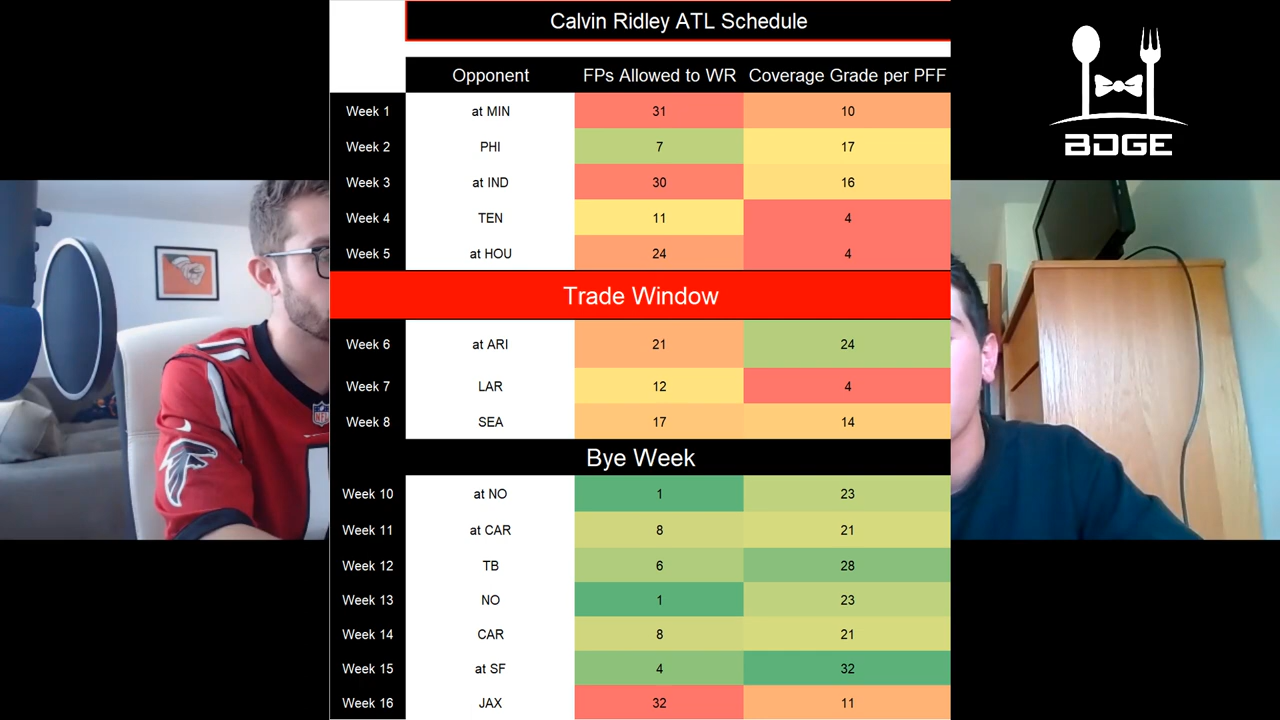 Calvin Ridley ATL Schedule
Opponent FPs Allowed to WR Coverage Grade per PFF
Week 1 at MIN 31 10
Week 2 PHI 7 17
Week 3 at IND 30 16
Week 4 TEN 11 4
Week 5 at HOU 24 4
Trade Window
Week 6 at ARI 21 24
Week 7 LAR 12 4
Week 8 SEA 17 14
Bye Week
Week 10 at NO 1 23
Week 11 at CAR 8 21
Week 12 TB 6 28
Week 13 NO 1 23
Week 14 CAR 8 21
Week 15 at SF 4 32
Week 16 JAX 32 11
BDGE
NFL